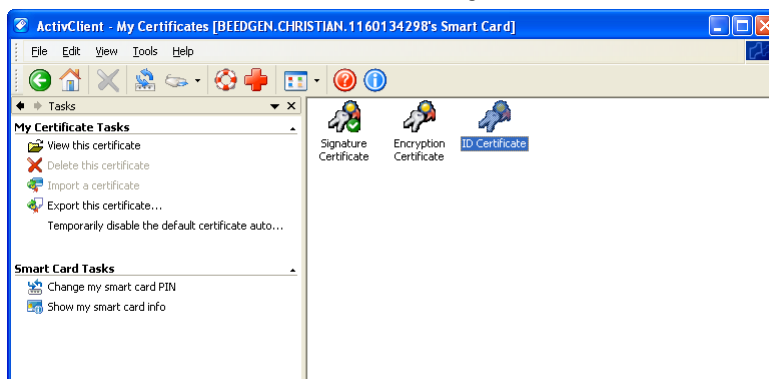 ActivClient - My Certificates [BEEDGEN.CHRISTIAN.1160134298's Smart Card]
File Edit View Tools Help
Tasks
My Certificate Tasks
View this certificate
Delete this certificate
Import a certificate
Export this certificate...
Temporarily disable the default certificate auto...
Smart Card Tasks
Change my smart card PIN
Show my smart card info
Signature
Certificate
Encryption
Certificate
ID Certificate